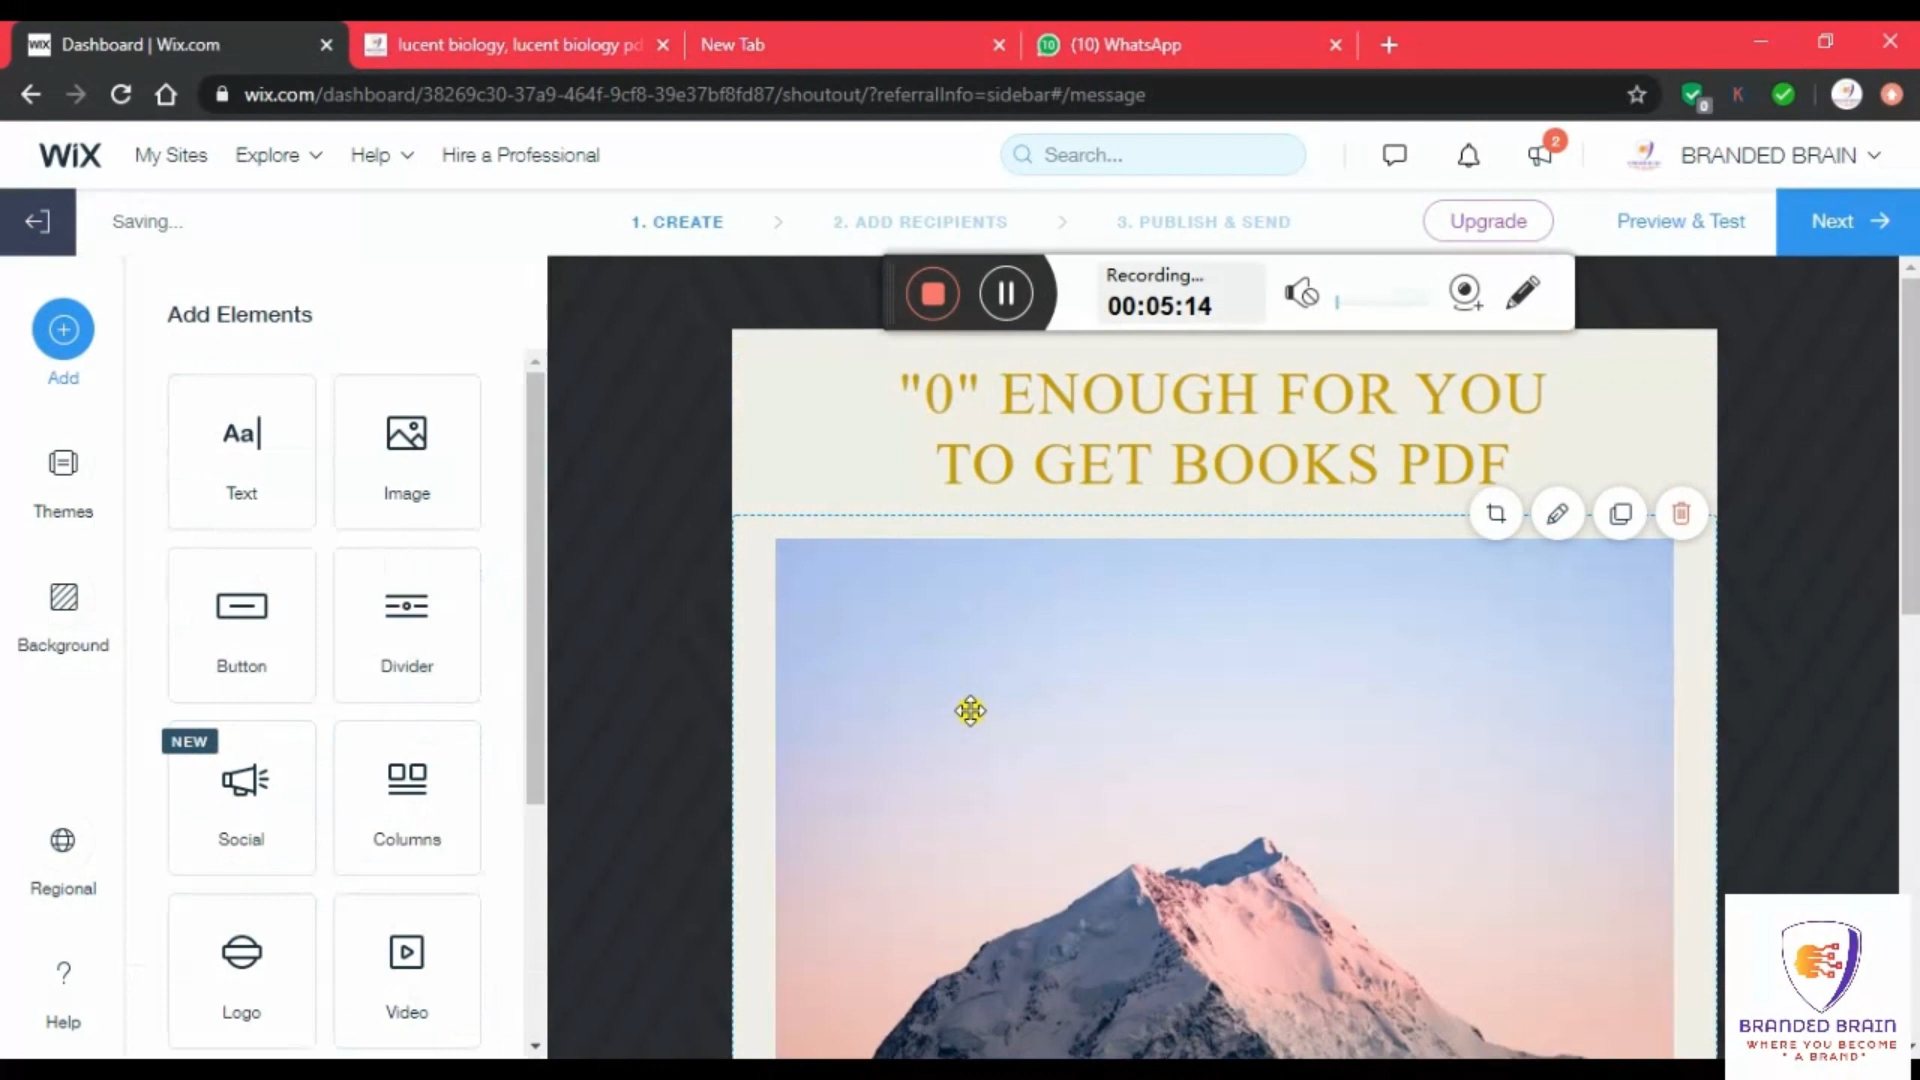 WiX Dashboard | Wix.com
lucent biology, lucent biology pd
New Tab
10 (10) WhatsApp
wix.com/dashboard/38269c30-37a9-464f-9cf8-39e37bf8fd87/shoutout/?referralInfo=sidebar#/message
0
K
WiX
My Sites
Explore
Help
Hire a Professional
Search...
2
BRANDED BRAIN
Saving...
1. CREATE
2. ADD RECIPIENTS
3. PUBLISH & SEND
Upgrade
Preview & Test
Next
Recording...
00:05:14
Add Elements
Add
Themes
Background
Regional
?
Help
Aa
Text
Image
Button
Divider
NEW
Social
Columns
Logo
Video
"0" ENOUGH FOR YOU
TO GET BOOKS PDF
BRANDED BRAIN
WHERE YOU BECOME
" A BRAND"